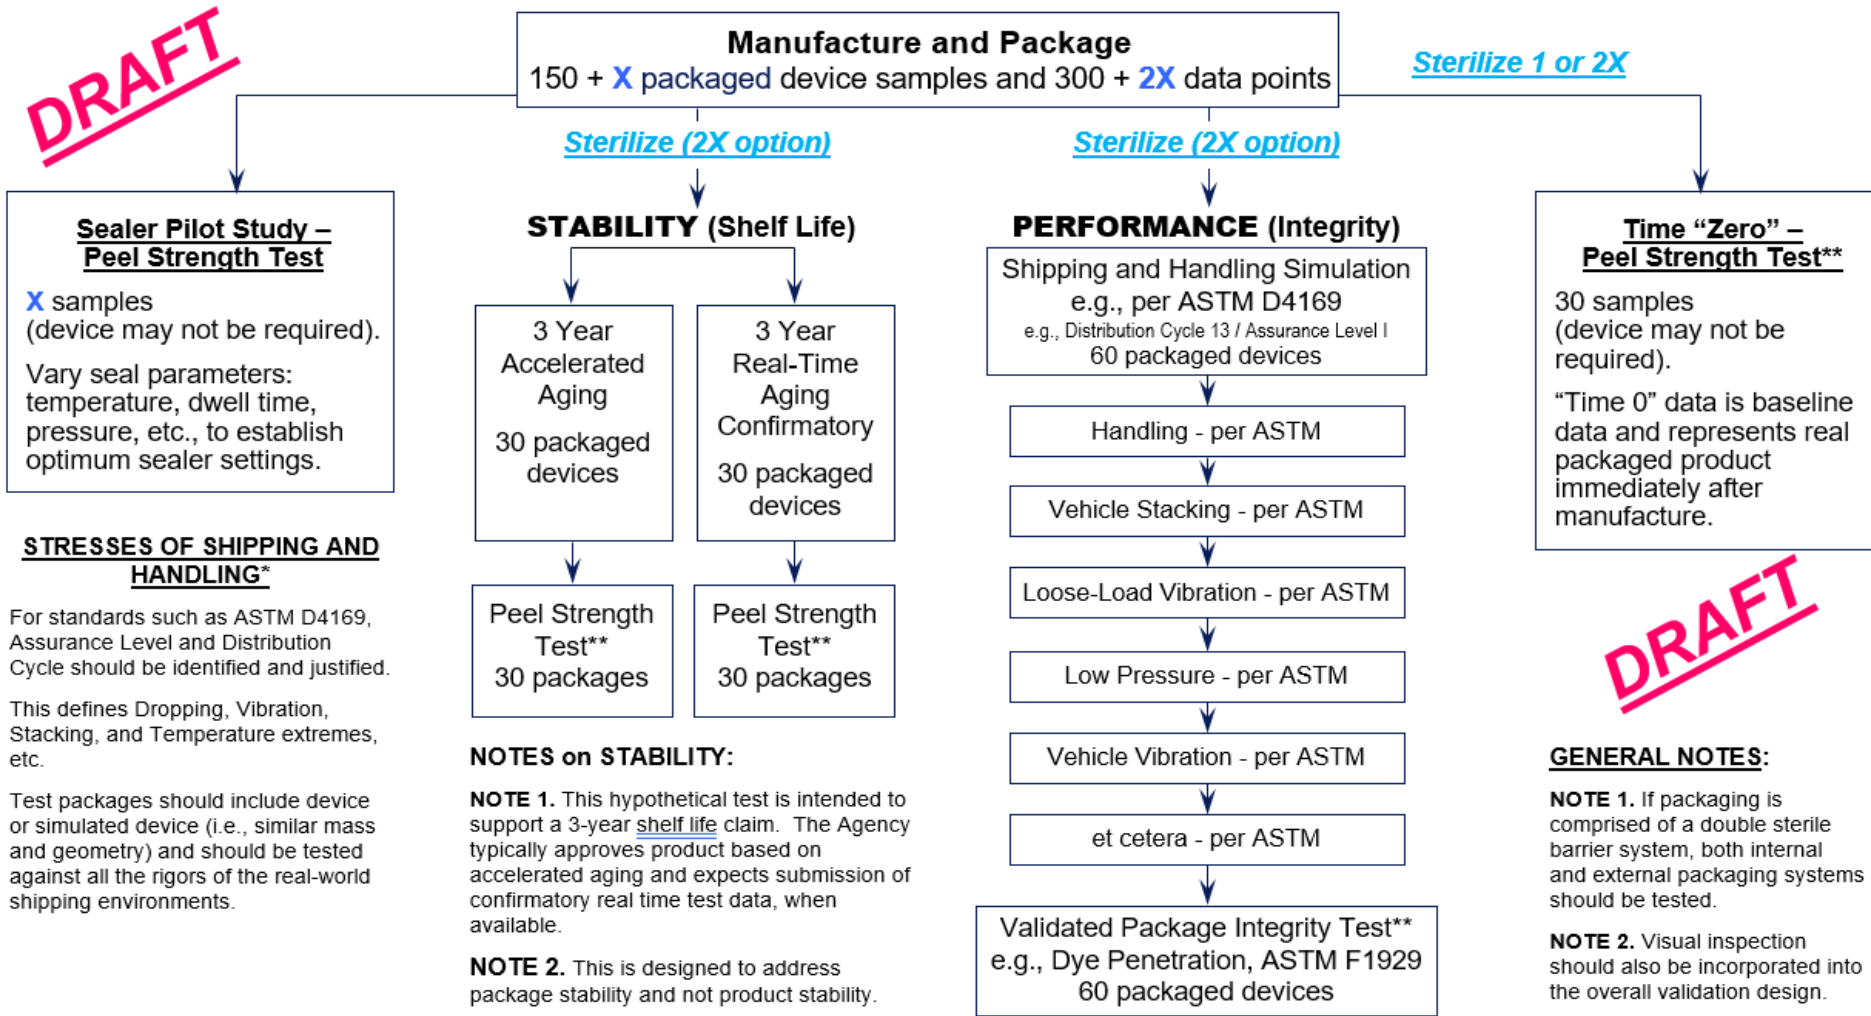 DRAFT
Manufacture and Package
150 + X packaged device samples and 300 + 2X data points
Sterilize 1 or 2X
Sterilize (2X option)
Sterilize (2X option)
Sealer Pilot Study –
Peel Strength Test
X samples
(device may not be required).
Vary seal parameters:
temperature, dwell time,
pressure, etc., to establish
optimum sealer settings.
STRESSES OF SHIPPING AND
HANDLING*
For standards such as ASTM D4169,
Assurance Level and Distribution
Cycle should be identified and justified.
This defines Dropping, Vibration,
Stacking, and Temperature extremes,
etc.
Test packages should include device
or simulated device (i.e., similar mass
and geometry) and should be tested
against all the rigors of the real-world
shipping environments.
STABILITY (Shelf Life)
3 Year
Accelerated
Aging
30 packaged
devices
3 Year
Real-Time
Aging
Confirmatory
30 packaged
devices
Peel Strength
Test**
30 packages
Peel Strength
Test**
30 packages
NOTES on STABILITY:
NOTE 1. This hypothetical test is intended to
support a 3-year shelf life claim. The Agency
typically approves product based on
accelerated aging and expects submission of
confirmatory real time test data, when
available.
NOTE 2. This is designed to address
package stability and not product stability.
PERFORMANCE (Integrity)
Shipping and Handling Simulation
e.g., per ASTM D4169
e.g., Distribution Cycle 13 / Assurance Level I
60 packaged devices
Handling - per ASTM
Vehicle Stacking - per ASTM
Loose-Load Vibration - per ASTM
Low Pressure - per ASTM
Vehicle Vibration - per ASTM
et cetera - per ASTM
Validated Package Integrity Test**
e.g., Dye Penetration, ASTM F1929
60 packaged devices
Time “Zero” –
Peel Strength Test**
30 samples
(device may not be
required).
“Time 0” data is baseline
data and represents real
packaged product
immediately after
manufacture.
DRAFT
GENERAL NOTES:
NOTE 1. If packaging is
comprised of a double sterile
barrier system, both internal
and external packaging systems
should be tested.
NOTE 2. Visual inspection
should also be incorporated into
the overall validation design.